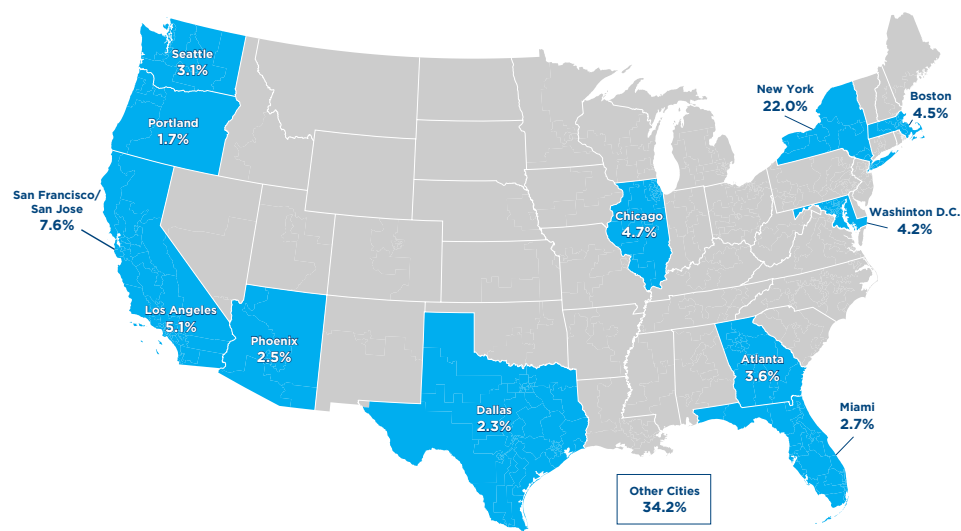 Seattle
3.1%
Portland
1.7%
San Francisco/
San Jose
7.6%
Los Angeles
5.1%
Phoenix
2.5%
Dallas
2.3%
Chicago
4.7%
New York
22.0%
Boston
4.5%
Washinton D.C.
4.2%
Atlanta
3.6%
Miami
2.7%
Other Cities
34.2%